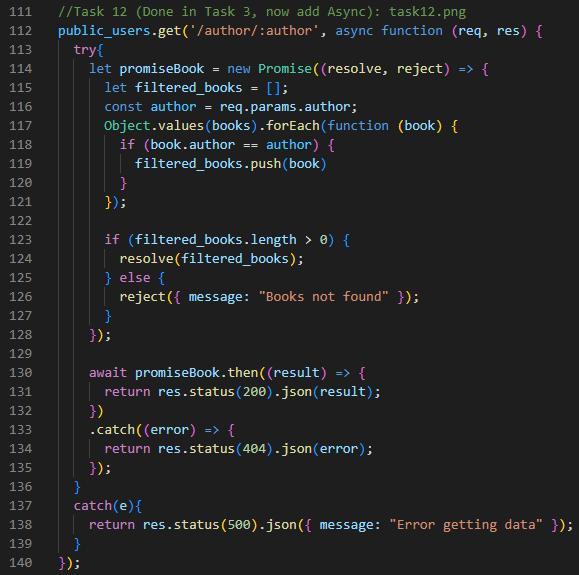 111 //Task 12 (Done in Task 3, now add Async): task12.png
112 public_users.get('/author/:author', async function (req, res) {
113   try{
114     let promiseBook = new Promise((resolve, reject) => {
115       let filtered_books = [];
116       const author = req.params.author;
117       Object.values(books).forEach(function (book) {
118         if (book.author == author) {
119           filtered_books.push(book)
120         }
121       });
122
123       if (filtered_books.length > 0) {
124         resolve(filtered_books);
125       } else {
126         reject({ message: "Books not found" });
127       }
128     });
129
130     await promiseBook.then((result) => {
131       return res.status(200).json(result);
132     })
133     .catch((error) => {
134       return res.status(404).json(error);
135     });
136   }
137   catch(e){
138     return res.status(500).json({ message: "Error getting data" });
139   }
140 });